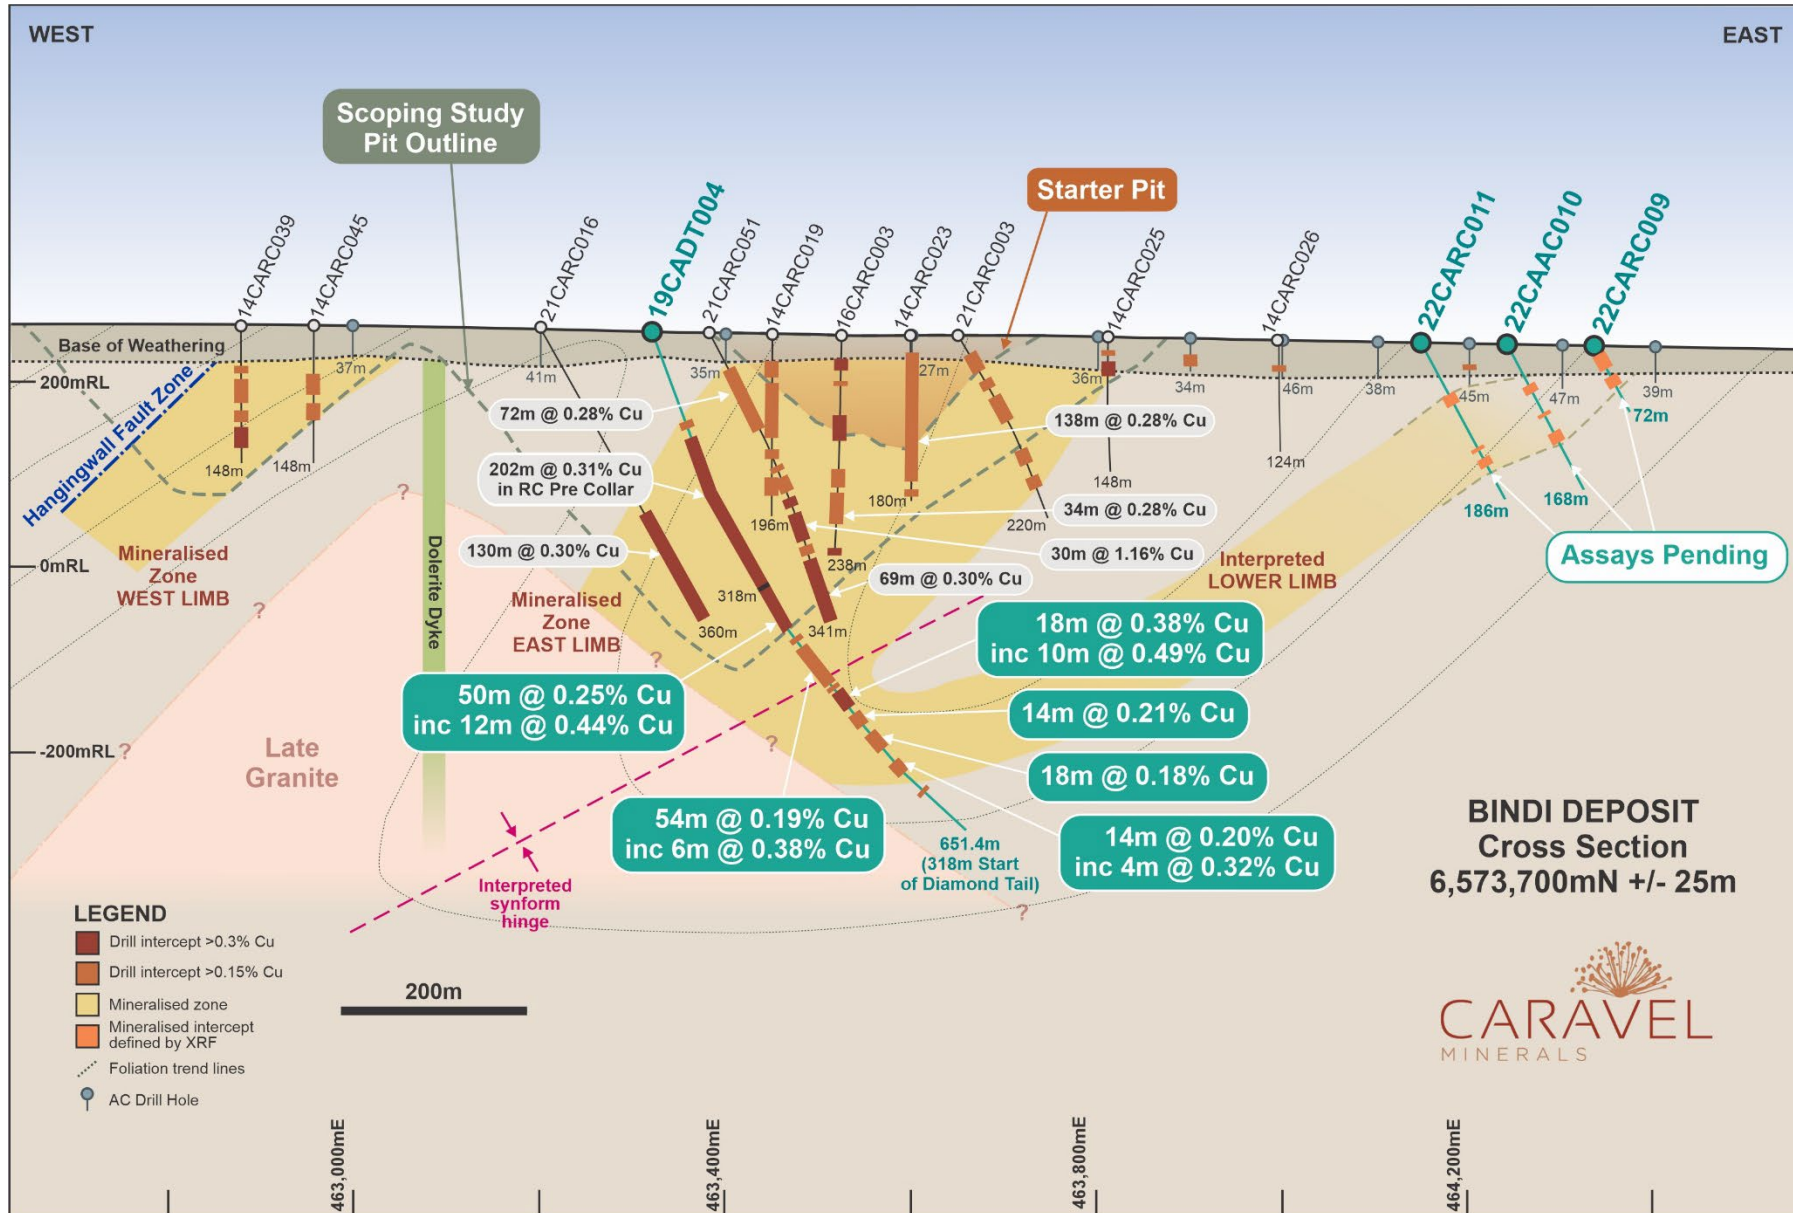 WEST
EAST
Scoping Study
Pit Outline
Starter Pit
14CARC039
14CARC045
21CARC016
19CADT004
21CARC051
14CARC019
16CARC003
14CARC023
21CARC003
14CARC025
14CARC026
22CARC011
22CAAC010
22CARC009
Base of Weathering
200mRL
0mRL
-200mRL
Hangingwall Fault Zone
37m
41m
35m
27m
36m
34m
46m
38m
45m
47m
39m
72m
148m
148m
196m
180m
220m
148m
124m
186m
168m
238m
318m
360m
341m
72m @ 0.28% Cu
202m @ 0.31% Cu
in RC Pre Collar
130m @ 0.30% Cu
138m @ 0.28% Cu
34m @ 0.28% Cu
30m @ 1.16% Cu
69m @ 0.30% Cu
Assays Pending
Mineralised
Zone
WEST LIMB
Dolerite Dyke
Mineralised
Zone
EAST LIMB
Interpreted
LOWER LIMB
?
?
?
?
?
?
Late
Granite
50m @ 0.25% Cu
inc 12m @ 0.44% Cu
18m @ 0.38% Cu
inc 10m @ 0.49% Cu
14m @ 0.21% Cu
18m @ 0.18% Cu
54m @ 0.19% Cu
inc 6m @ 0.38% Cu
14m @ 0.20% Cu
inc 4m @ 0.32% Cu
651.4m
(318m Start
of Diamond Tail)
Interpreted
synform
hinge
BINDI DEPOSIT
Cross Section
6,573,700mN +/- 25m
LEGEND
Drill intercept >0.3% Cu
Drill intercept >0.15% Cu
Mineralised zone
Mineralised intercept
defined by XRF
Foliation trend lines
AC Drill Hole
200m
CARAVEL
MINERALS
463,000mE
463,400mE
463,800mE
464,200mE